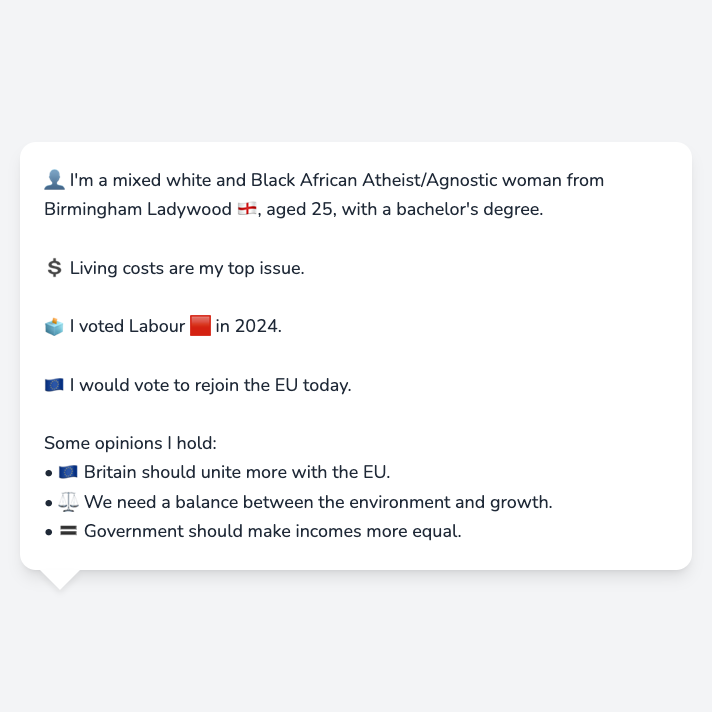 👤 I'm a mixed white and Black African Atheist/Agnostic woman from
Birmingham Ladywood 🏴󠁧󠁢󠁥󠁮󠁧󠁿, aged 25, with a bachelor's degree.
💲 Living costs are my top issue.
🗳️ I voted Labour 🟥 in 2024.
🇪🇺 I would vote to rejoin the EU today.
Some opinions I hold:
• 🇪🇺 Britain should unite more with the EU.
• ⚖️ We need a balance between the environment and growth.
• 🟰 Government should make incomes more equal.